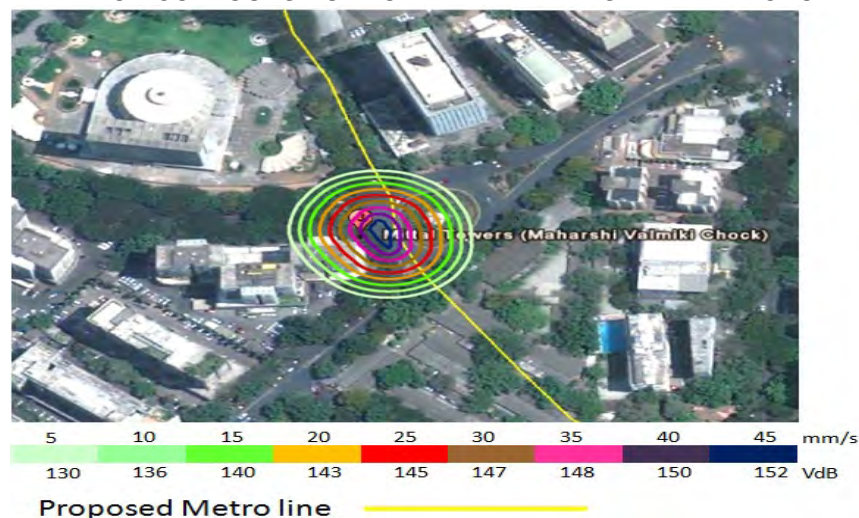 Mittal Towers (Maharshi Valmiki Chock)
5 10 15 20 25 30 35 40 45 mm/s
130 136 140 143 145 147 148 150 152 VdB
Proposed Metro line